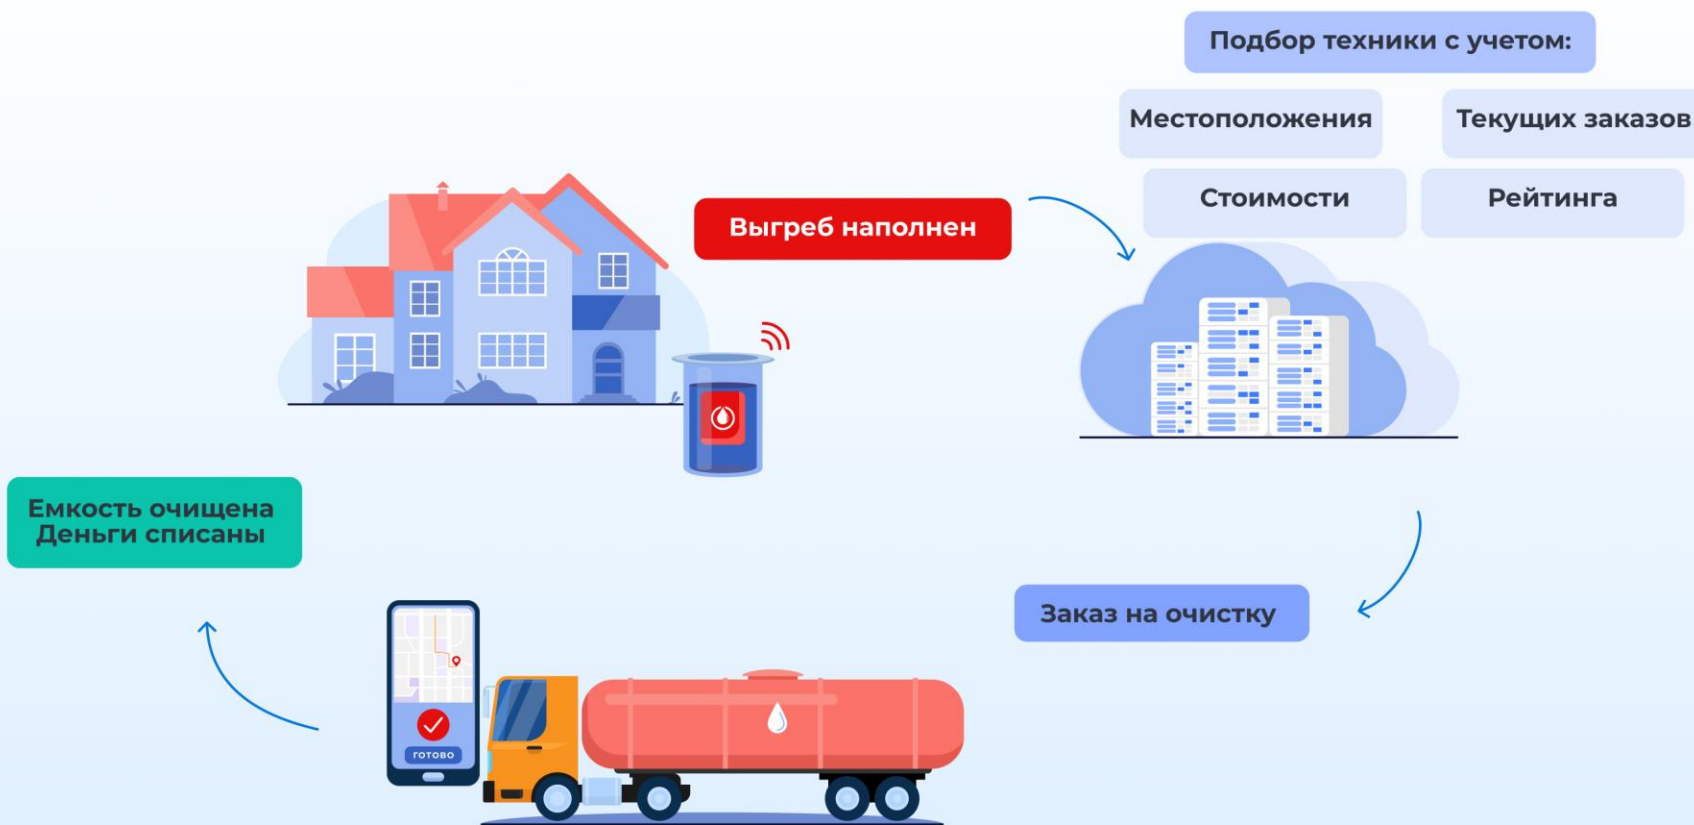 Подбор техники с учетом:
Местоположения
Текущих заказов
Стоимости
Рейтинга
Выгреб наполнен
Емкость очищена
Деньги списаны
Заказ на очистку
ГОТОВО